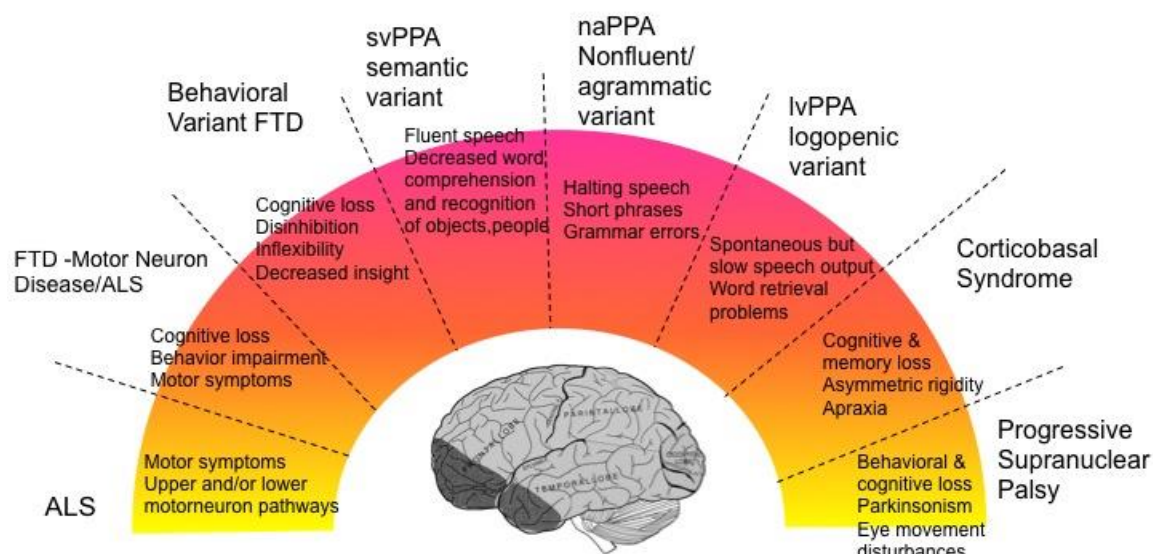 svPPA
semantic
variant
naPPA
Nonfluent/
agrammatic
variant
lvPPA
logopenic
variant
Behavioral
Variant FTD
Fluent speech
Decreased word
comprehension
and recognition
of objects,people
Halting speech
Short phrases
Grammar errors
Cognitive loss
Disinhibition
Inflexibility
Decreased insight
Spontaneous but
slow speech output
Word retrieval
problems
FTD -Motor Neuron
Disease/ALS
Corticobasal
Syndrome
Cognitive loss
Behavior impairment
Motor symptoms
Cognitive &
memory loss
Asymmetric rigidity
Apraxia
Progressive
Supranuclear
Palsy
ALS
Motor symptoms
Upper and/or lower
motorneuron pathways
Behavioral &
cognitive loss
Parkinsonism
Eye movement
disturbances
TEMPORAL LOBE